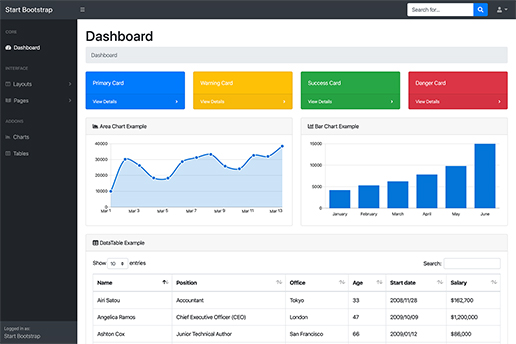 Start Bootstrap
Search for...
CORE
Dashboard
INTERFACE
Layouts
Pages
ADDONS
Charts
Tables
Logged in as:
Start Bootstrap
Dashboard
Dashboard
Primary Card
View Details
Warning Card
View Details
Success Card
View Details
Danger Card
View Details
Area Chart Example
40000
30000
20000
10000
0
Mar 1 Mar 3 Mar 5 Mar 7 Mar 9 Mar 11 Mar 13
Bar Chart Example
15000
10000
5000
0
January February March April May June
DataTable Example
Show 10 entries
Search:
Name Position Office Age Start date Salary
Airi Satou Accountant Tokyo 33 2008/11/28 $162,700
Angelica Ramos Chief Executive Officer (CEO) London 47 2009/10/09 $1,200,000
Ashton Cox Junior Technical Author San Francisco 66 2009/01/12 $86,000